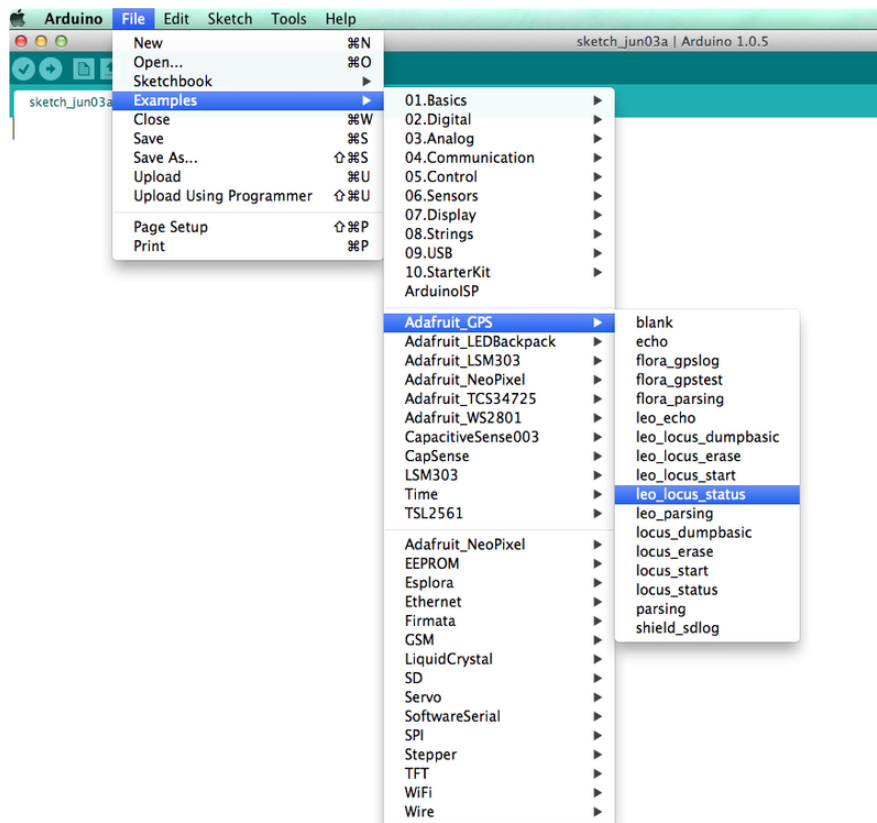 Arduino File Edit Sketch Tools Help
sketch_jun03a | Arduino 1.0.5
sketch_jun03a
New ⌘N
Open... ⌘O
Sketchbook ▶
Examples ▶
Close ⌘W
Save ⌘S
Save As... ⇧⌘S
Upload ⌘U
Upload Using Programmer ⇧⌘U
Page Setup ⇧⌘P
Print ⌘P
01.Basics ▶
02.Digital ▶
03.Analog ▶
04.Communication ▶
05.Control ▶
06.Sensors ▶
07.Display ▶
08.Strings ▶
09.USB ▶
10.StarterKit ▶
ArduinoISP
Adafruit_GPS ▶
Adafruit_LEDBackpack ▶
Adafruit_LSM303 ▶
Adafruit_NeoPixel ▶
Adafruit_TCS34725 ▶
Adafruit_WS2801 ▶
CapacitiveSense003 ▶
CapSense ▶
LSM303 ▶
Time ▶
TSL2561 ▶
Adafruit_NeoPixel ▶
EEPROM ▶
Esplora ▶
Ethernet ▶
Firmata ▶
GSM ▶
LiquidCrystal ▶
SD ▶
Servo ▶
SoftwareSerial ▶
SPI ▶
Stepper ▶
TFT ▶
WiFi ▶
Wire ▶
blank
echo
flora_gpslog
flora_gpstest
flora_parsing
leo_echo
leo_locus_dumpbasic
leo_locus_erase
leo_locus_start
leo_locus_status
leo_parsing
locus_dumpbasic
locus_erase
locus_start
locus_status
parsing
shield_sdlog